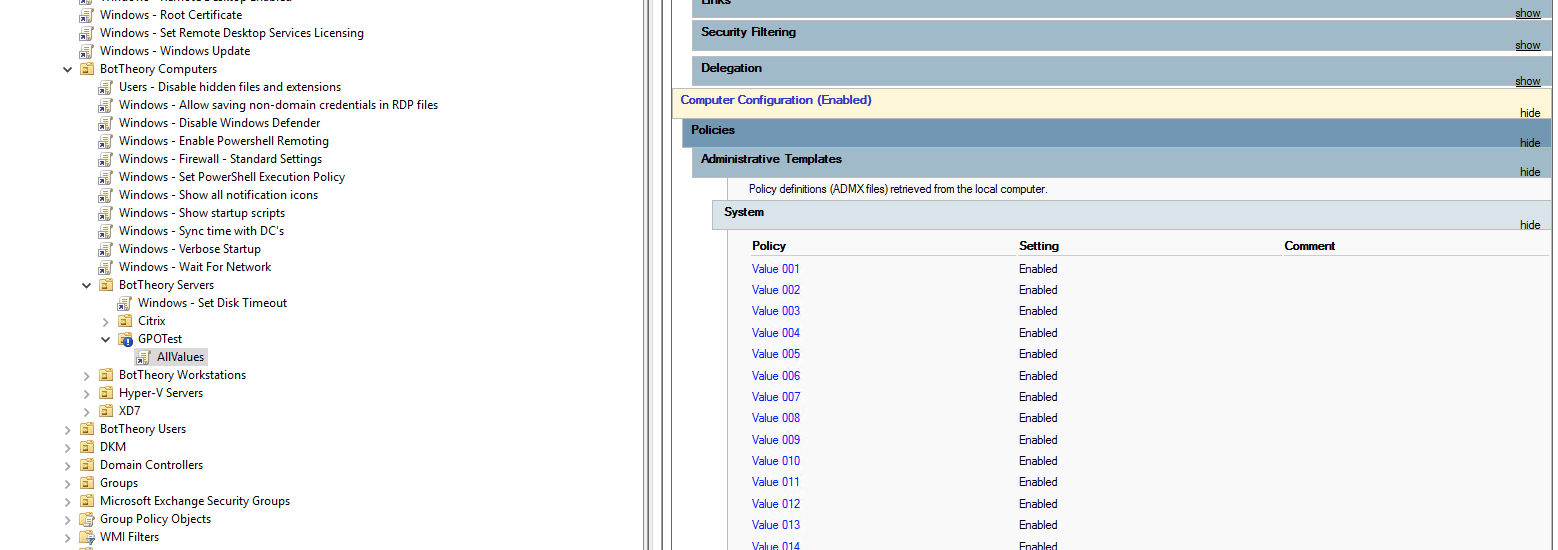 Windows - Root Certificate
Windows - Set Remote Desktop Services Licensing
Windows - Windows Update
BotTheory Computers
Users - Disable hidden files and extensions
Windows - Allow saving non-domain credentials in RDP files
Windows - Disable Windows Defender
Windows - Enable Powershell Remoting
Windows - Firewall - Standard Settings
Windows - Set PowerShell Execution Policy
Windows - Show all notification icons
Windows - Show startup scripts
Windows - Sync time with DC's
Windows - Verbose Startup
Windows - Wait For Network
BotTheory Servers
Windows - Set Disk Timeout
Citrix
GPOTest
AllValues
BotTheory Workstations
Hyper-V Servers
XD7
BotTheory Users
DKM
Domain Controllers
Groups
Microsoft Exchange Security Groups
Group Policy Objects
WMI Filters
Links
show
Security Filtering
show
Delegation
show
Computer Configuration (Enabled)
hide
Policies
hide
Administrative Templates
hide
Policy definitions (ADMX files) retrieved from the local computer.
System
hide
Policy Setting Comment
Value 001 Enabled
Value 002 Enabled
Value 003 Enabled
Value 004 Enabled
Value 005 Enabled
Value 006 Enabled
Value 007 Enabled
Value 008 Enabled
Value 009 Enabled
Value 010 Enabled
Value 011 Enabled
Value 012 Enabled
Value 013 Enabled
Value 014 Enabled